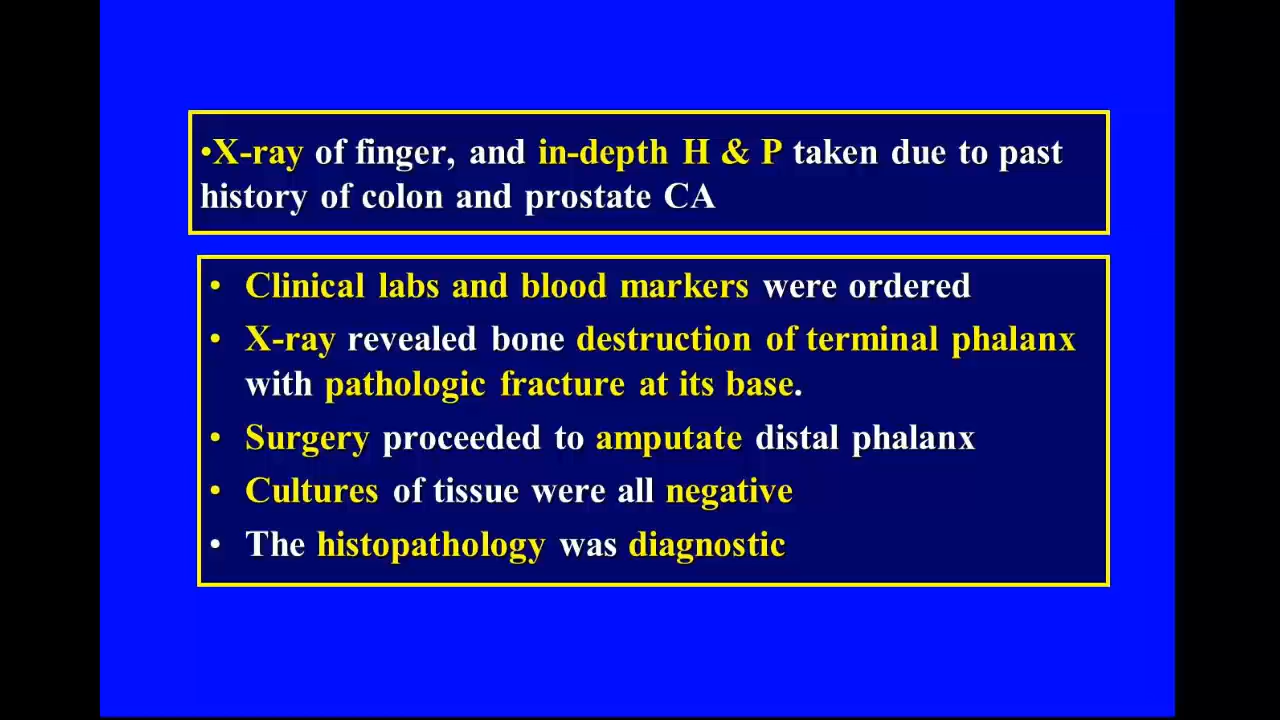 •X-ray of finger, and in-depth H & P taken due to past
history of colon and prostate CA
• Clinical labs and blood markers were ordered
• X-ray revealed bone destruction of terminal phalanx
with pathologic fracture at its base.
• Surgery proceeded to amputate distal phalanx
• Cultures of tissue were all negative
• The histopathology was diagnostic